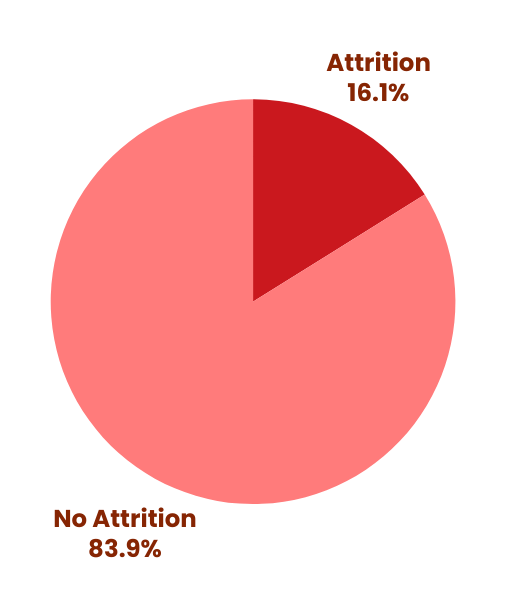 Attrition
16.1%
No Attrition
83.9%